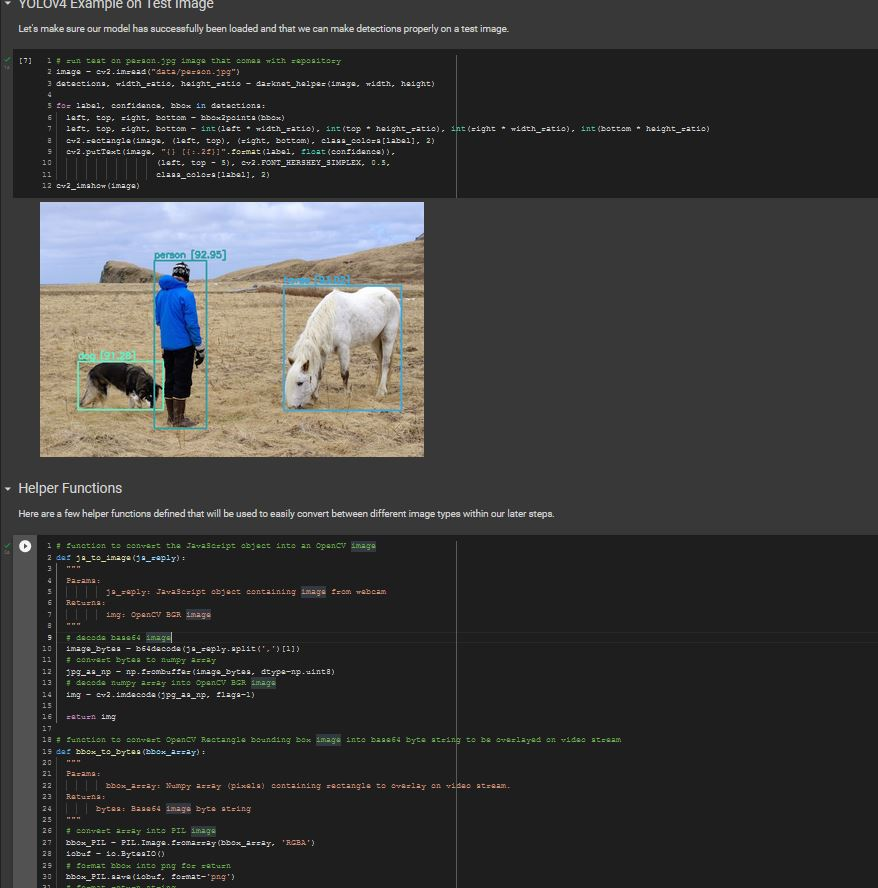 YOLOv4 Example on Test Image
Let's make sure our model has successfully been loaded and that we can make detections properly on a test image.
[7]
1 # run test on person.jpg image that comes with repository
2 image = cv2.imread("data/person.jpg")
3 detections, width_ratio, height_ratio = darknet_helper(image, width, height)
4
5 for label, confidence, bbox in detections:
6 left, top, right, bottom = bbox2points(bbox)
7 left, top, right, bottom = int(left * width_ratio), int(top * height_ratio), int(right * width_ratio), int(bottom * height_ratio)
8 cv2.rectangle(image, (left, top), (right, bottom), class_colors[label], 2)
9 cv2.putText(image, "{} [{:.2f}]".format(label, float(confidence)),
10 (left, top - 5), cv2.FONT_HERSHEY_SIMPLEX, 0.5,
11 class_colors[label], 2)
12 cv2_imshow(image)
person [92.95]
dog [91.28]
Helper Functions
Here are a few helper functions defined that will be used to easily convert between different image types within our later steps.
1 # function to convert the JavaScript object into an OpenCV image
2 def js_to_image(js_reply):
3 """
4 Params:
5 js_reply: JavaScript object containing image from webcam
6 Returns:
7 img: OpenCV BGR image
8 """
9 # decode base64 image
10 image_bytes = b64decode(js_reply.split(',')[1])
11 # convert bytes to numpy array
12 jpg_as_np = np.frombuffer(image_bytes, dtype=np.uint8)
13 # decode numpy array into OpenCV BGR image
14 img = cv2.imdecode(jpg_as_np, flags=1)
15
16 return img
17
18 # function to convert OpenCV Rectangle bounding box image into base64 byte string to be overlayed on video stream
19 def bbox_to_bytes(bbox_array):
20 """
21 Params:
22 bbox_array: Numpy array (pixels) containing rectangle to overlay on video stream.
23 Returns:
24 bytes: Base64 image byte string
25 """
26 # convert array into PIL image
27 bbox_PIL = PIL.Image.fromarray(bbox_array, 'RGBA')
28 iobuf = io.BytesIO()
29 # format bbox into png for return
30 bbox_PIL.save(iobuf, format='png')
31 # format return string